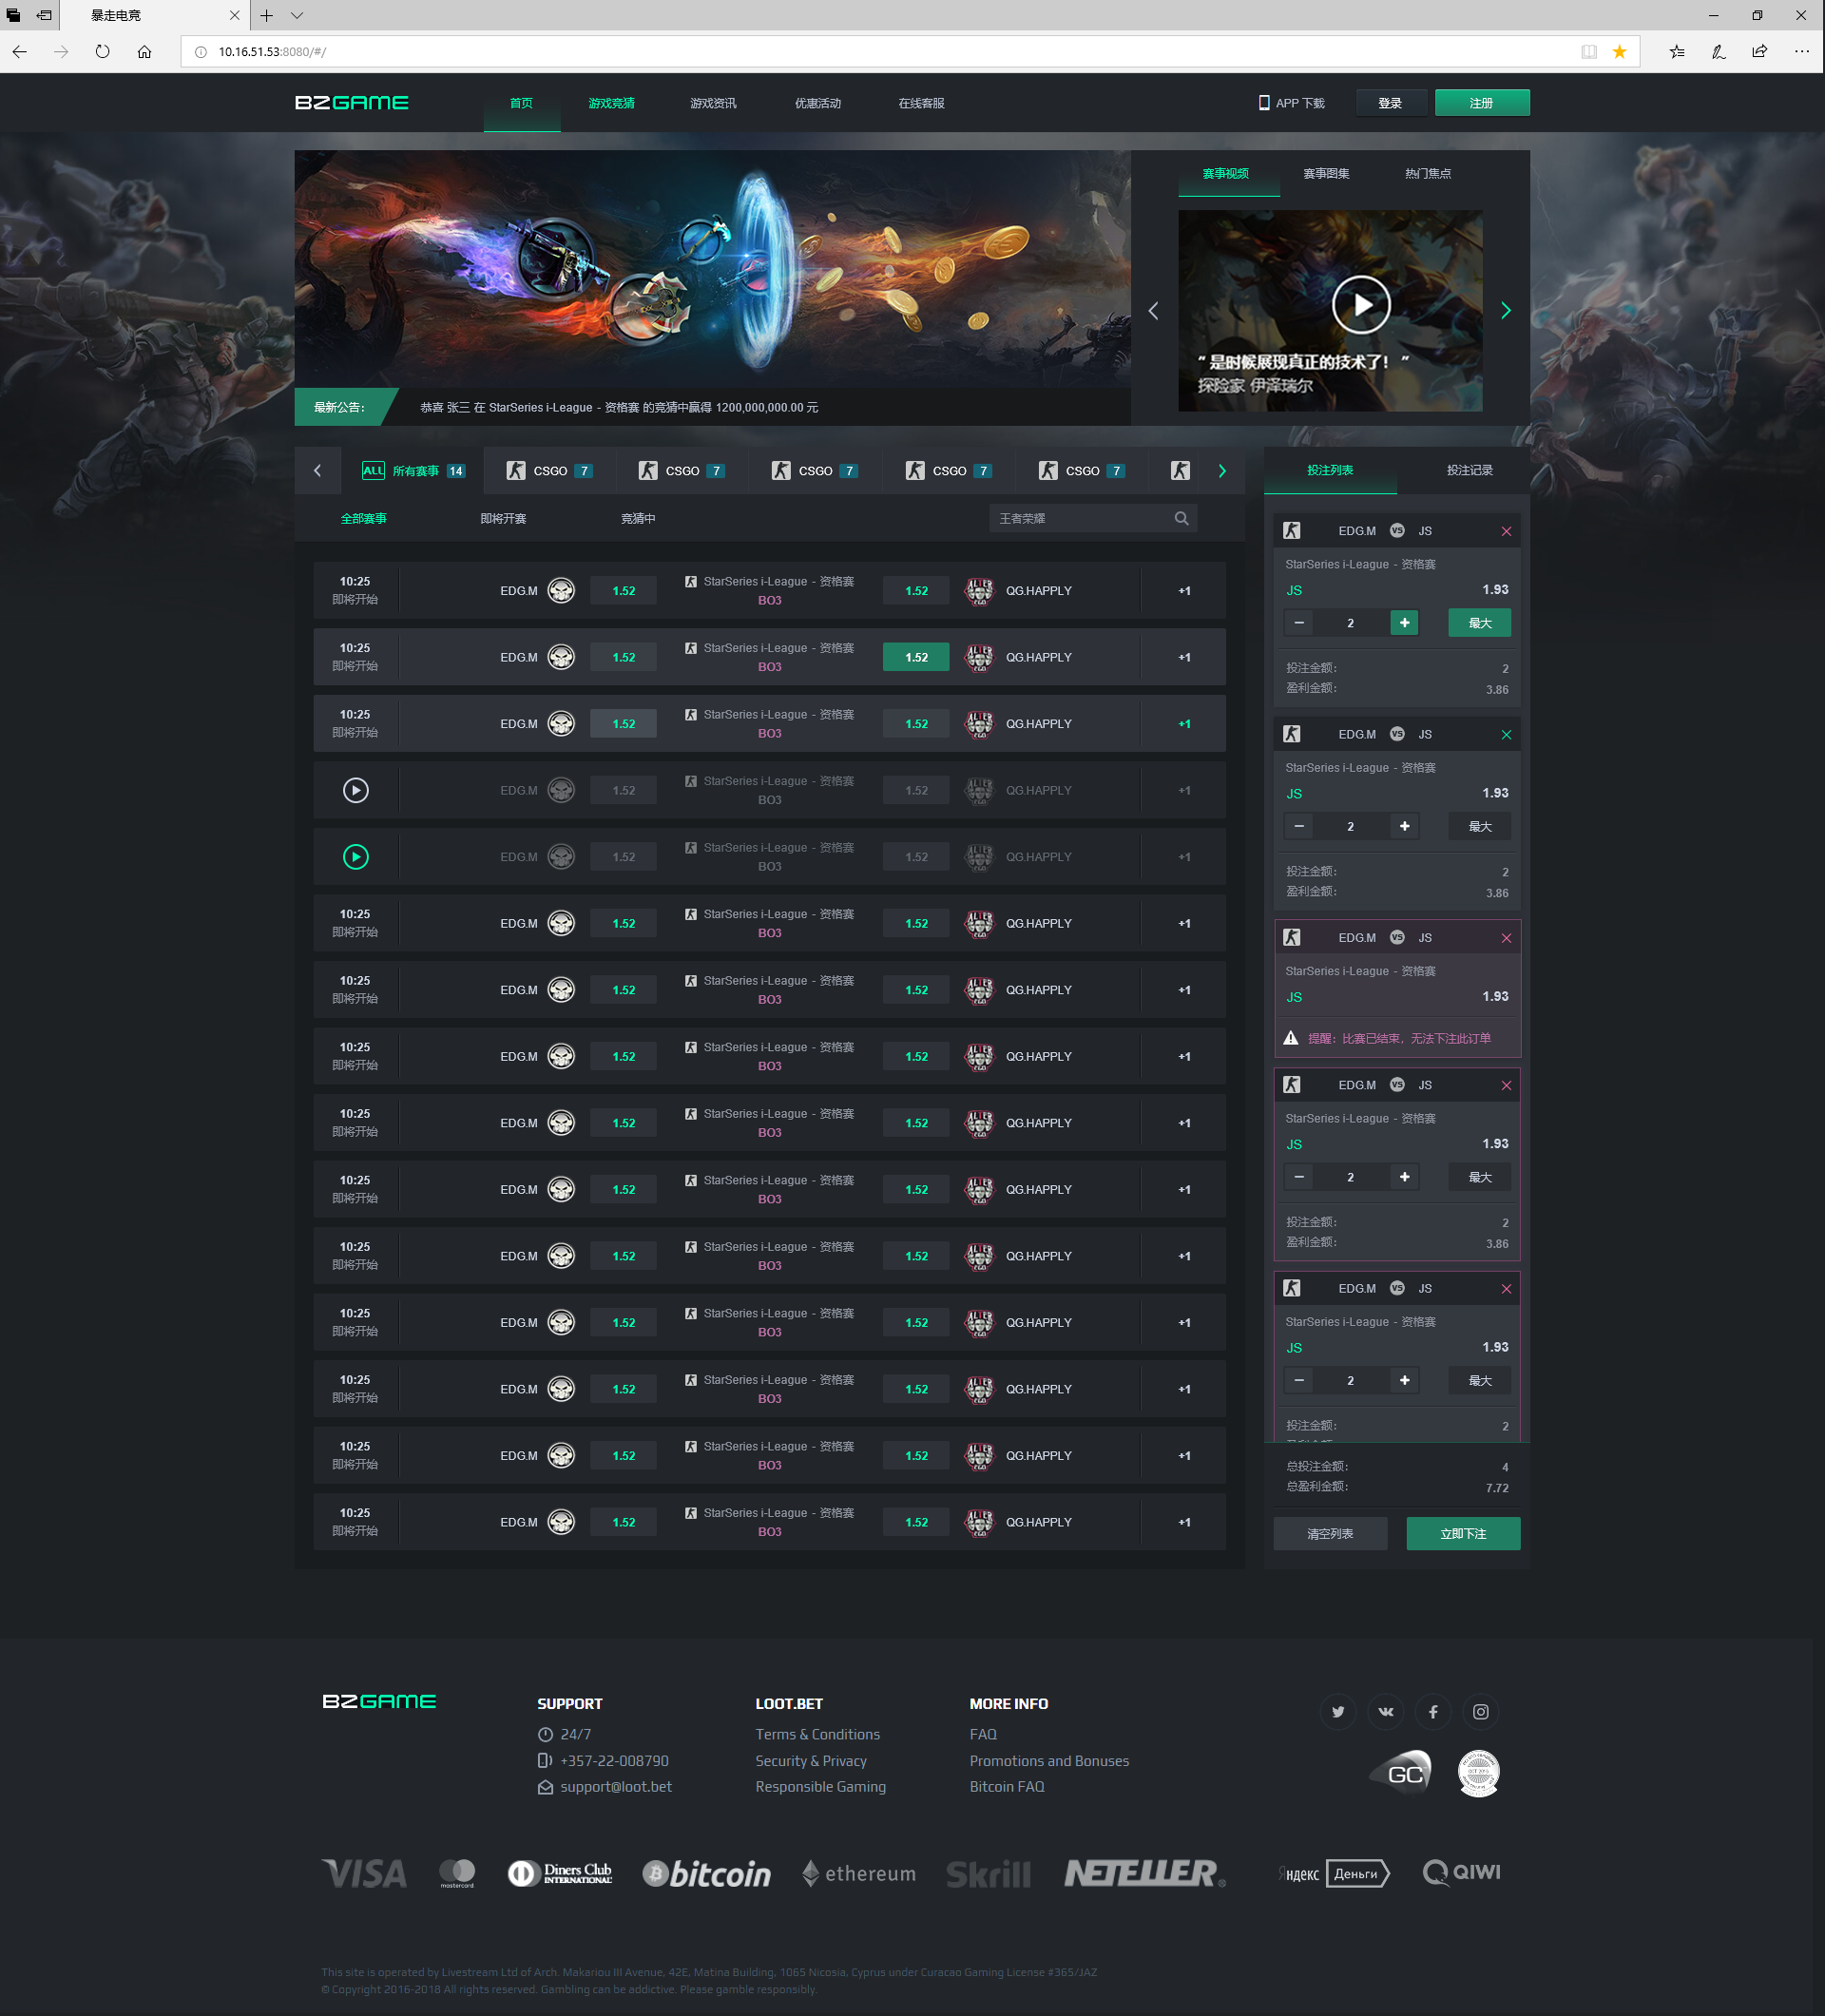 暴走电竞
10.16.51.53:8080/#/
BZGAME 首页 游戏竞猜 游戏资讯 优惠活动 在线客服 APP 下载 登录 注册
赛事视频 赛事图集 热门焦点
“ 是时候展现真正的技术了！”
探险家 伊泽瑞尔
最新公告： 恭喜 张三 在 StarSeries i-League - 资格赛 的竞猜中赢得 1200,000,000.00 元
ALL 所有赛事 14 CSGO 7 CSGO 7 CSGO 7 CSGO 7 CSGO 7
全部赛事 即将开赛 竞猜中 王者荣耀
10:25 StarSeries i-League - 资格赛
即将开始 EDG.M 1.52 BO3 1.52 QG.HAPPLY +1
10:25 StarSeries i-League - 资格赛
即将开始 EDG.M 1.52 BO3 1.52 QG.HAPPLY +1
10:25 StarSeries i-League - 资格赛
即将开始 EDG.M 1.52 BO3 1.52 QG.HAPPLY +1
StarSeries i-League - 资格赛
EDG.M 1.52 BO3 1.52 QG.HAPPLY +1
StarSeries i-League - 资格赛
EDG.M 1.52 BO3 1.52 QG.HAPPLY +1
10:25 StarSeries i-League - 资格赛
即将开始 EDG.M 1.52 BO3 1.52 QG.HAPPLY +1
10:25 StarSeries i-League - 资格赛
即将开始 EDG.M 1.52 BO3 1.52 QG.HAPPLY +1
10:25 StarSeries i-League - 资格赛
即将开始 EDG.M 1.52 BO3 1.52 QG.HAPPLY +1
10:25 StarSeries i-League - 资格赛
即将开始 EDG.M 1.52 BO3 1.52 QG.HAPPLY +1
10:25 StarSeries i-League - 资格赛
即将开始 EDG.M 1.52 BO3 1.52 QG.HAPPLY +1
10:25 StarSeries i-League - 资格赛
即将开始 EDG.M 1.52 BO3 1.52 QG.HAPPLY +1
10:25 StarSeries i-League - 资格赛
即将开始 EDG.M 1.52 BO3 1.52 QG.HAPPLY +1
10:25 StarSeries i-League - 资格赛
即将开始 EDG.M 1.52 BO3 1.52 QG.HAPPLY +1
10:25 StarSeries i-League - 资格赛
即将开始 EDG.M 1.52 BO3 1.52 QG.HAPPLY +1
10:25 StarSeries i-League - 资格赛
即将开始 EDG.M 1.52 BO3 1.52 QG.HAPPLY +1
投注列表 投注记录
EDG.M VS JS
StarSeries i-League - 资格赛
JS 1.93
2 最大
投注金额： 2
盈利金额： 3.86
EDG.M VS JS
StarSeries i-League - 资格赛
JS 1.93
2 最大
投注金额： 2
盈利金额： 3.86
EDG.M VS JS
StarSeries i-League - 资格赛
JS 1.93
提醒：比赛已结束，无法下注此订单
EDG.M VS JS
StarSeries i-League - 资格赛
JS 1.93
2 最大
投注金额： 2
盈利金额： 3.86
EDG.M VS JS
StarSeries i-League - 资格赛
JS 1.93
2 最大
投注金额： 2
总投注金额： 4
总盈利金额： 7.72
清空列表 立即下注
BZGAME
SUPPORT
24/7
+357-22-008790
support@loot.bet
LOOT.BET
Terms & Conditions
Security & Privacy
Responsible Gaming
MORE INFO
FAQ
Promotions and Bonuses
Bitcoin FAQ
GC
VISA mastercard Diners Club INTERNATIONAL bitcoin ethereum Skrill NETELLER Яндекс Деньги QIWI
This site is operated by Livestream Ltd of Arch. Makariou III Avenue, 42E, Matina Building, 1065 Nicosia, Cyprus under Curacao Gaming License #365/JAZ
© Copyright 2016-2018 All rights reserved. Gambling can be addictive. Please gamble responsibly.